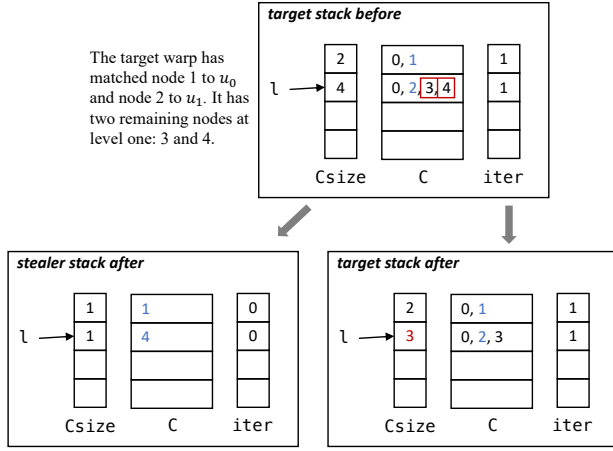 target stack before
The target warp has
matched node 1 to u₀
and node 2 to u₁. It has
two remaining nodes at
level one: 3 and 4.
2 0, 1 1
l 4 0, 2, 3, 4 1
Csize C iter
stealer stack after
1 1 0
l 1 4 0
Csize C iter
target stack after
2 0, 1 1
l 3 0, 2, 3 1
Csize C iter